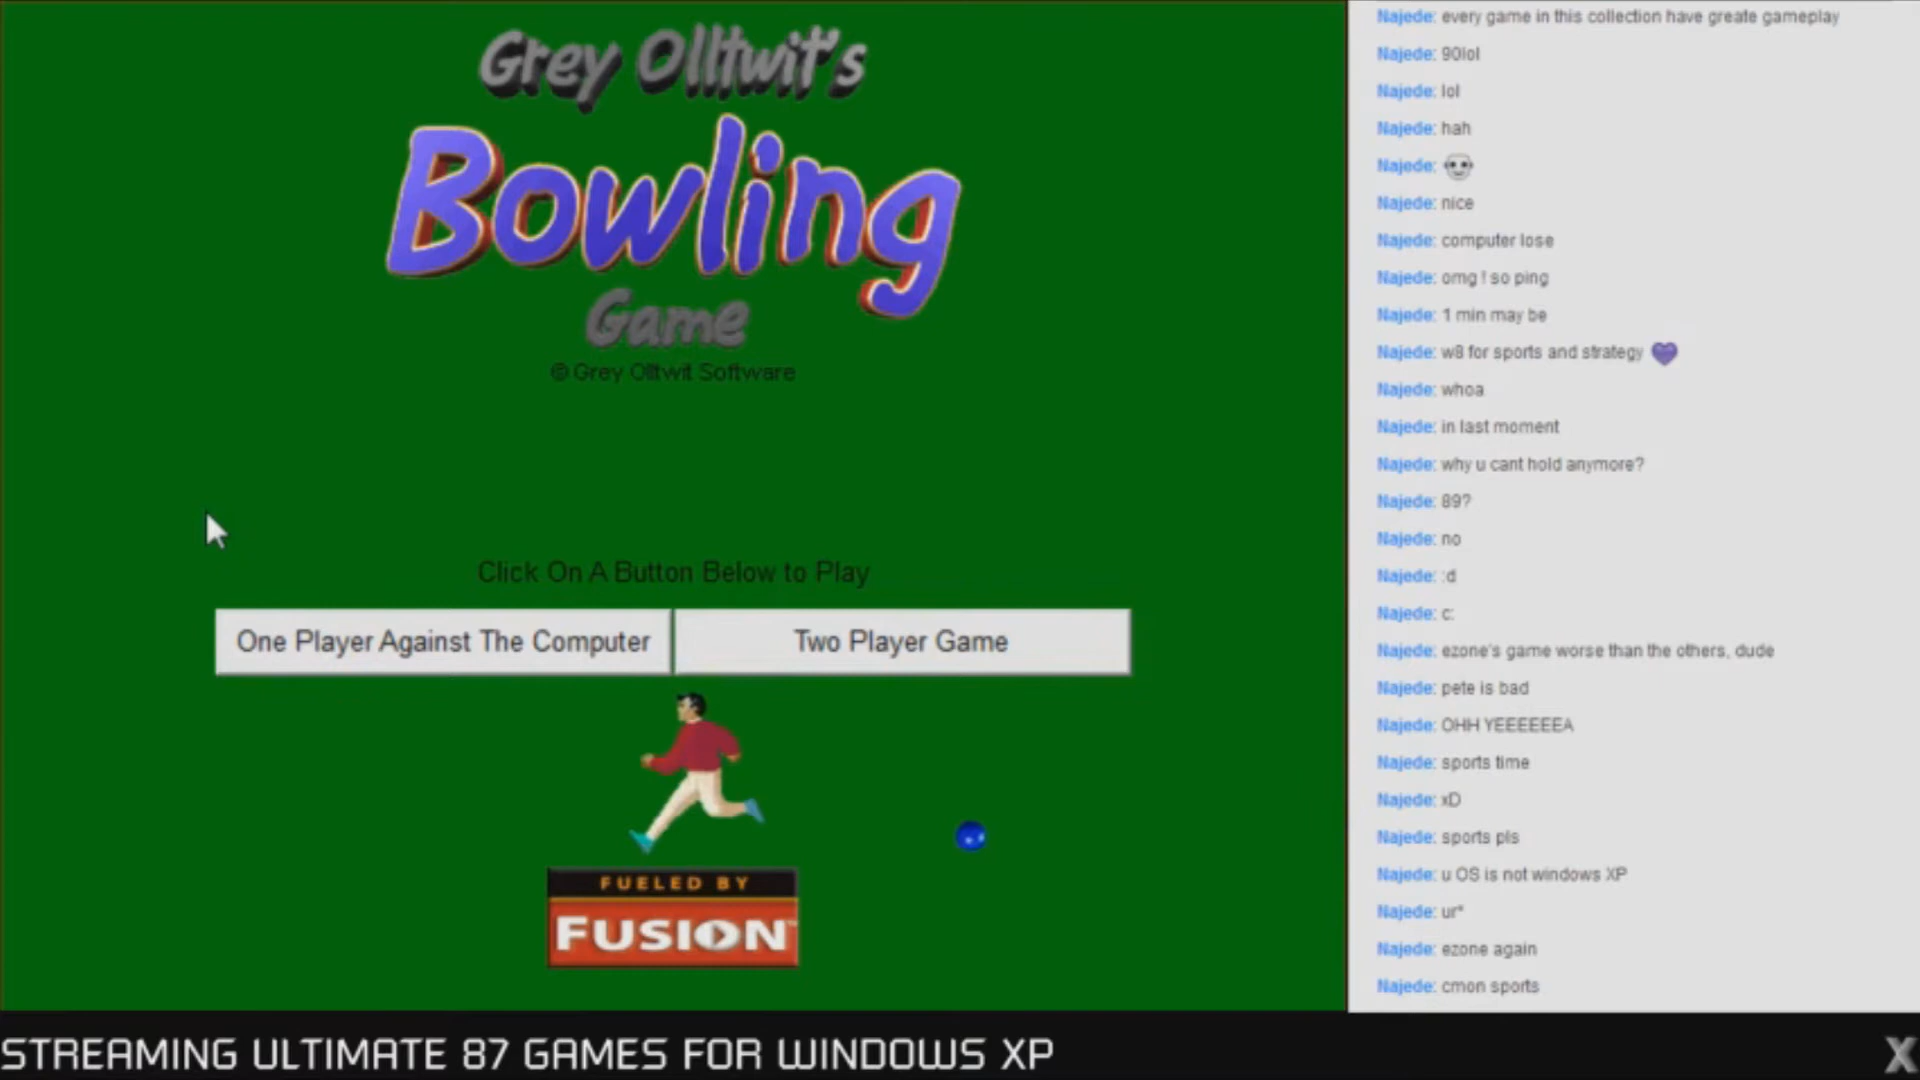 Grey Olltwit's
Bowling
Game
© Grey Olltwit Software
Click On A Button Below to Play
One Player Against The Computer
Two Player Game
FUELED BY
FUSION™
Najede: every game in this collection have greate gameplay
Najede: 90lol
Najede: lol
Najede: hah
Najede:
Najede: nice
Najede: computer lose
Najede: omg ! so ping
Najede: 1 min may be
Najede: w8 for sports and strategy
Najede: whoa
Najede: in last moment
Najede: why u cant hold anymore?
Najede: 89?
Najede: no
Najede: :d
Najede: c:
Najede: ezone's game worse than the others, dude
Najede: pete is bad
Najede: OHH YEEEEEEA
Najede: sports time
Najede: xD
Najede: sports pls
Najede: u OS is not windows XP
Najede: ur*
Najede: ezone again
Najede: cmon sports
STREAMING ULTIMATE 87 GAMES FOR WINDOWS XP
X